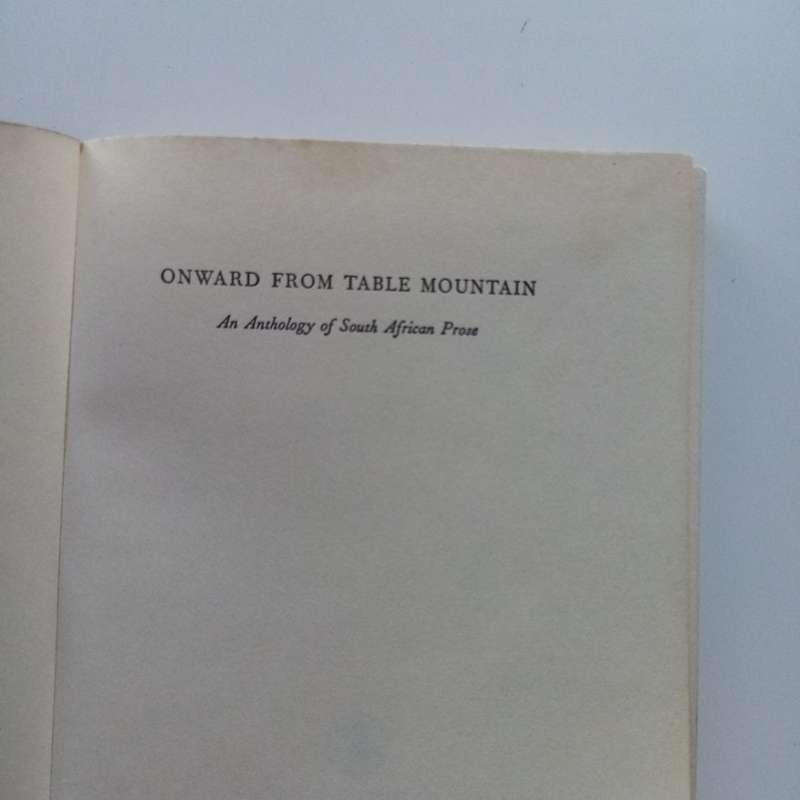 ONWARD FROM TABLE MOUNTAIN
An Anthology of South African Prose